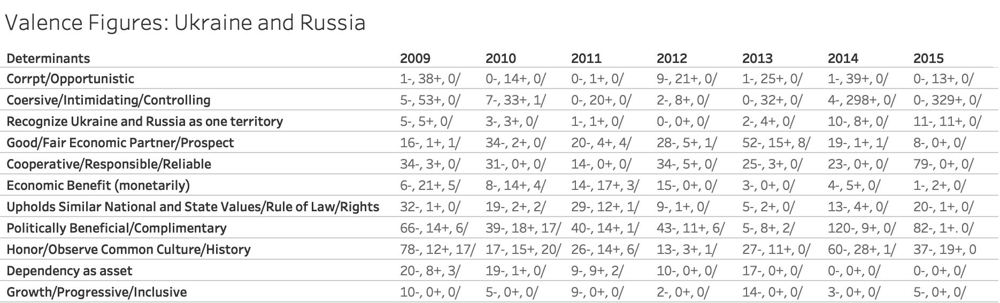 Valence Figures: Ukraine and Russia
Determinants 2009 2010 2011 2012 2013 2014 2015
Corrpt/Opportunistic 1-, 38+, 0/ 0-, 14+, 0/ 0-, 1+, 0/ 9-, 21+, 0/ 1-, 25+, 0/ 1-, 39+, 0/ 0-, 13+, 0/
Coersive/Intimidating/Controlling 5-, 53+, 0/ 7-, 33+, 1/ 0-, 20+, 0/ 2-, 8+, 0/ 0-, 32+, 0/ 4-, 298+, 0/ 0-, 329+, 0/
Recognize Ukraine and Russia as one territory 5-, 5+, 0/ 3-, 3+, 0/ 1-, 1+, 0/ 0-, 0+, 0/ 2-, 4+, 0/ 10-, 8+, 0/ 11-, 11+, 0/
Good/Fair Economic Partner/Prospect 16-, 1+, 1/ 34-, 2+, 0/ 20-, 4+, 4/ 28-, 5+, 1/ 52-, 15+, 8/ 19-, 1+, 1/ 8-, 0+, 0/
Cooperative/Responsible/Reliable 34-, 3+, 0/ 31-, 0+, 0/ 14-, 0+, 0/ 34-, 5+, 0/ 25-, 3+, 0/ 23-, 0+, 0/ 79-, 0+, 0/
Economic Benefit (monetarily) 6-, 21+, 5/ 8-, 14+, 4/ 14-, 17+, 3/ 15-, 0+, 0/ 3-, 0+, 0/ 4-, 5+, 0/ 1-, 2+, 0/
Upholds Similar National and State Values/Rule of Law/Rights 32-, 1+, 0/ 19-, 2+, 2/ 29-, 12+, 1/ 9-, 1+, 0/ 5-, 2+, 0/ 13-, 4+, 0/ 20-, 1+, 0/
Politically Beneficial/Complimentary 66-, 14+, 6/ 39-, 18+, 17/ 40-, 14+, 1/ 43-, 11+, 6/ 5-, 8+, 2/ 120-, 9+, 0/ 82-, 1+. 0/
Honor/Observe Common Culture/History 78-, 12+, 17/ 17-, 15+, 20/ 26-, 14+, 6/ 13-, 3+, 1/ 27-, 11+, 0/ 60-, 28+, 1/ 37-, 19+, 0
Dependency as asset 20-, 8+, 3/ 19-, 1+, 0/ 9-, 9+, 2/ 10-, 0+, 0/ 17-, 0+, 0/ 0-, 0+, 0/ 0-, 0+, 0/
Growth/Progressive/Inclusive 10-, 0+, 0/ 5-, 0+, 0/ 9-, 0+, 0/ 2-, 0+, 0/ 14-, 0+, 0/ 3-, 0+, 0/ 5-, 0+, 0/